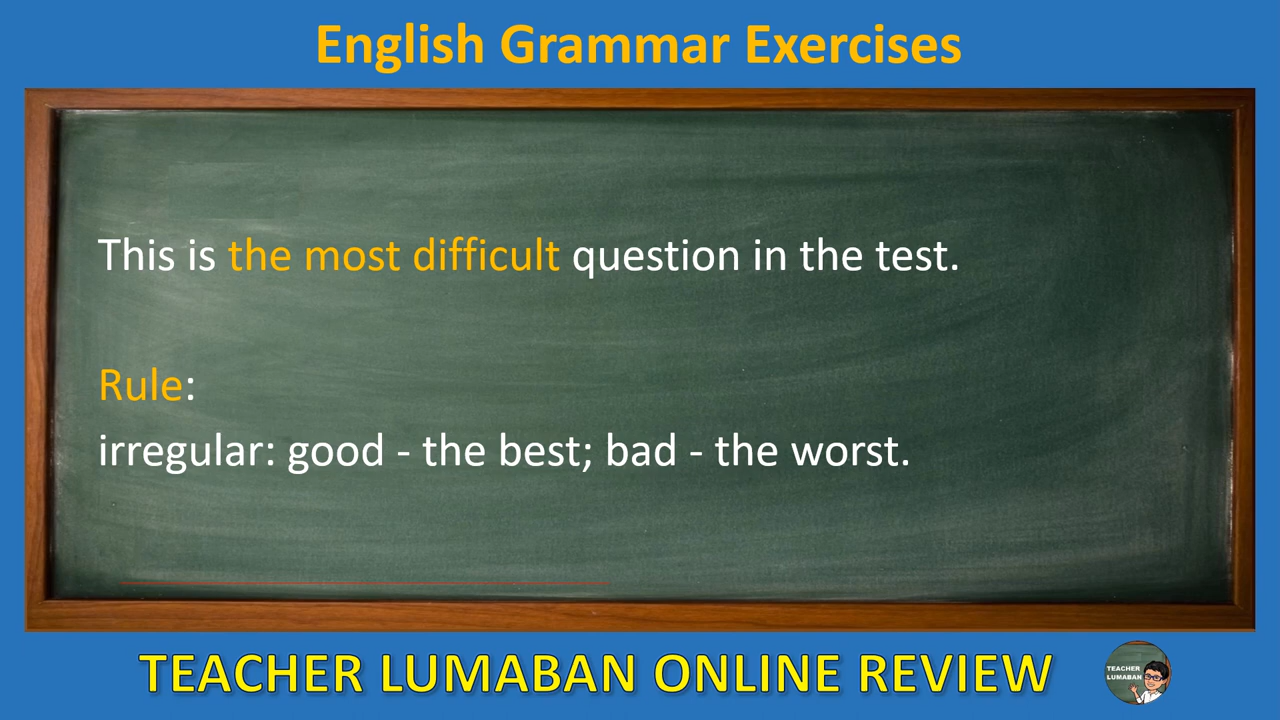 English Grammar Exercises
This is the most difficult question in the test.
Rule:
irregular: good - the best; bad - the worst.
TEACHER LUMABAN ONLINE REVIEW
TEACHER
LUMABAN